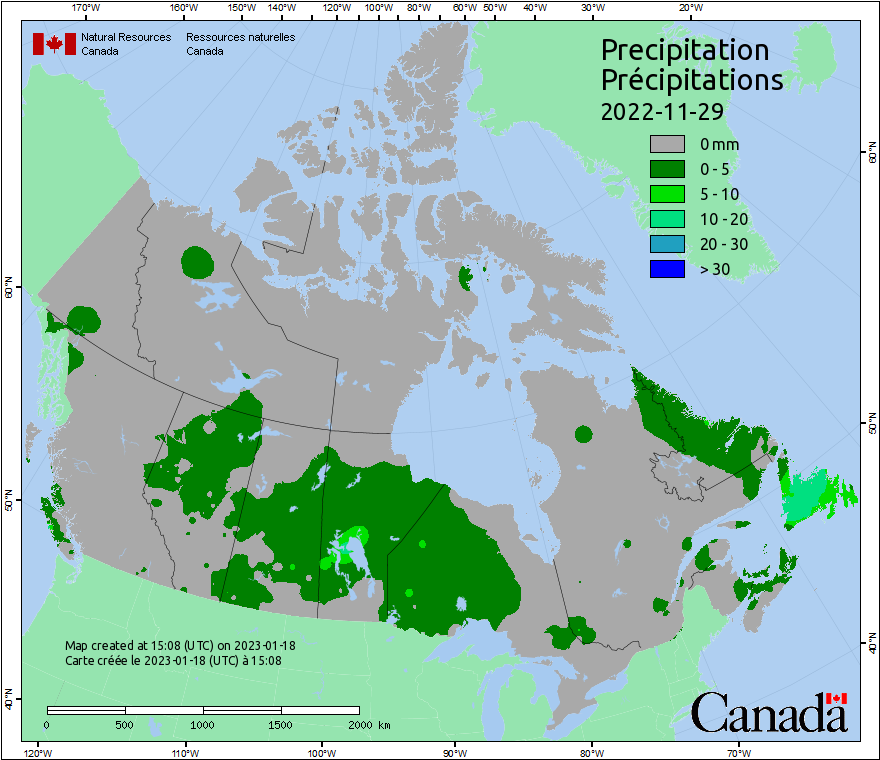 170°W 160°W 150°W 140°W 130°W 120°W 110°W 100°W 90°W 80°W 60°W 50°W 40°W 30°W 20°W
Natural Resources Canada
Ressources naturelles Canada
Precipitation
Précipitations
2022-11-29
0 mm
0 - 5
5 - 10
10 - 20
20 - 30
> 30
60°N
60°N
50°N
50°N
40°N
40°N
Map created at 15:08 (UTC) on 2023-01-18
Carte créée le 2023-01-18 (UTC) à 15:08
0 500 1000 1500 2000 km
Canada
120°W 110°W 100°W 90°W 80°W 70°W